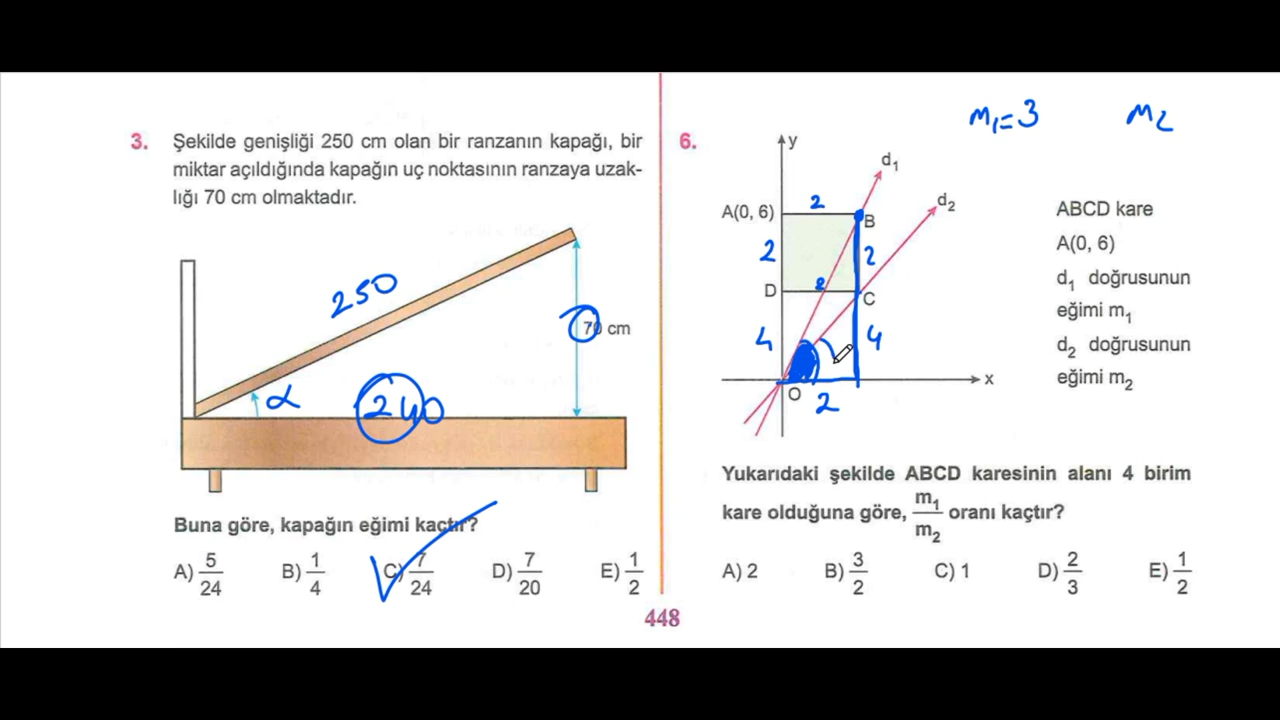 3. Şekilde genişliği 250 cm olan bir ranzanın kapağı, bir
miktar açıldığında kapağın uç noktasının ranzaya uzak-
lığı 70 cm olmaktadır.
250
70 cm
α
240
Buna göre, kapağın eğimi kaçtır?
A) 5/24 B) 1/4 C) 7/24 D) 7/20 E) 1/2
6.
m₁=3 m₂
y
d₁
d₂
A(0, 6) 2 B
2 2
D 2 C
4 4
O x
2
ABCD kare
A(0, 6)
d₁ doğrusunun
eğimi m₁
d₂ doğrusunun
eğimi m₂
Yukarıdaki şekilde ABCD karesinin alanı 4 birim
kare olduğuna göre, m₁/m₂ oranı kaçtır?
A) 2 B) 3/2 C) 1 D) 2/3 E) 1/2
448